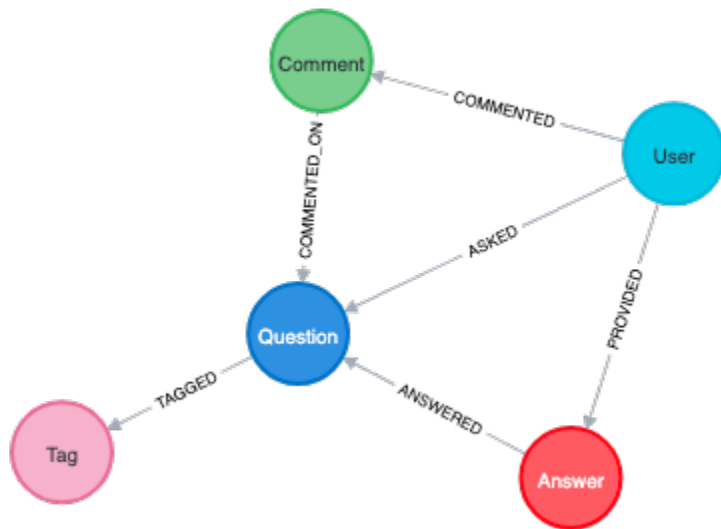 Comment
COMMENTED
User
COMMENTED_ON
ASKED
PROVIDED
Question
TAGGED
ANSWERED
Tag
Answer